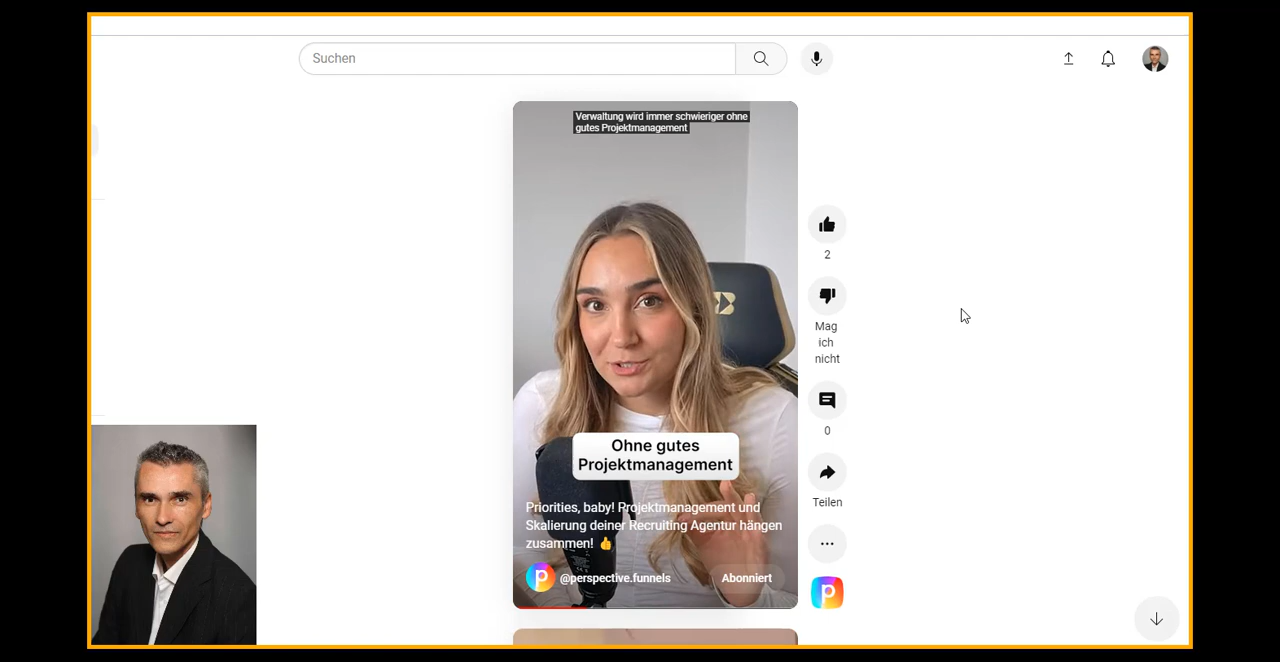 Suchen
Verwaltung wird immer schwieriger ohne
gutes Projektmanagement
2
Mag
ich
nicht
0
Teilen
Ohne gutes
Projektmanagement
Priorities, baby! Projektmanagement und
Skalierung deiner Recruiting Agentur hängen
zusammen! 👍
@perspective.funnels
Abonniert